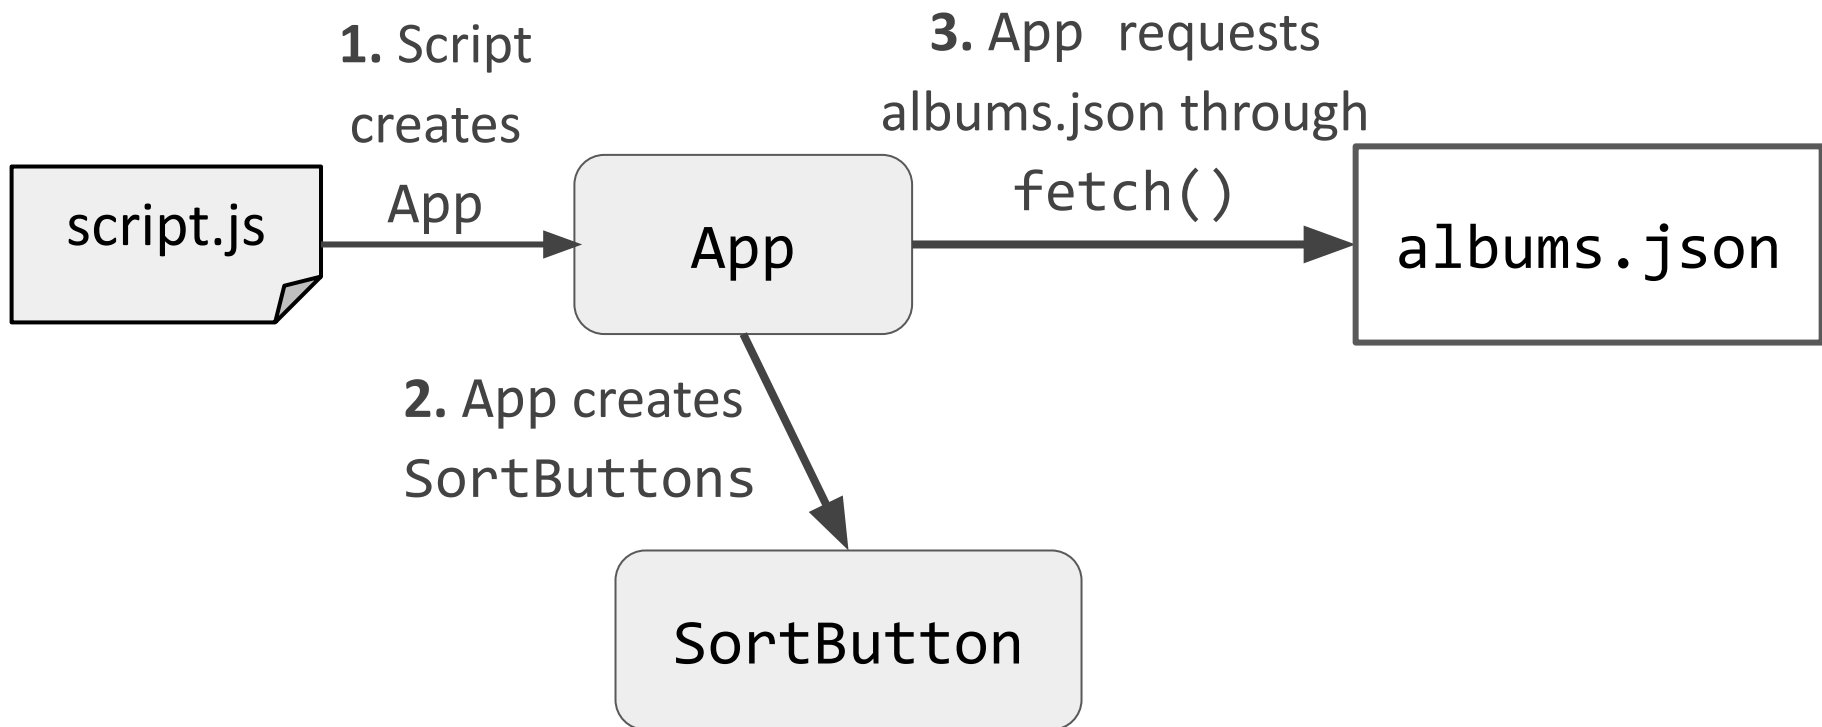 1. Script
creates
App
3. App requests
albums.json through
fetch()
script.js
App
albums.json
2. App creates
SortButtons
SortButton